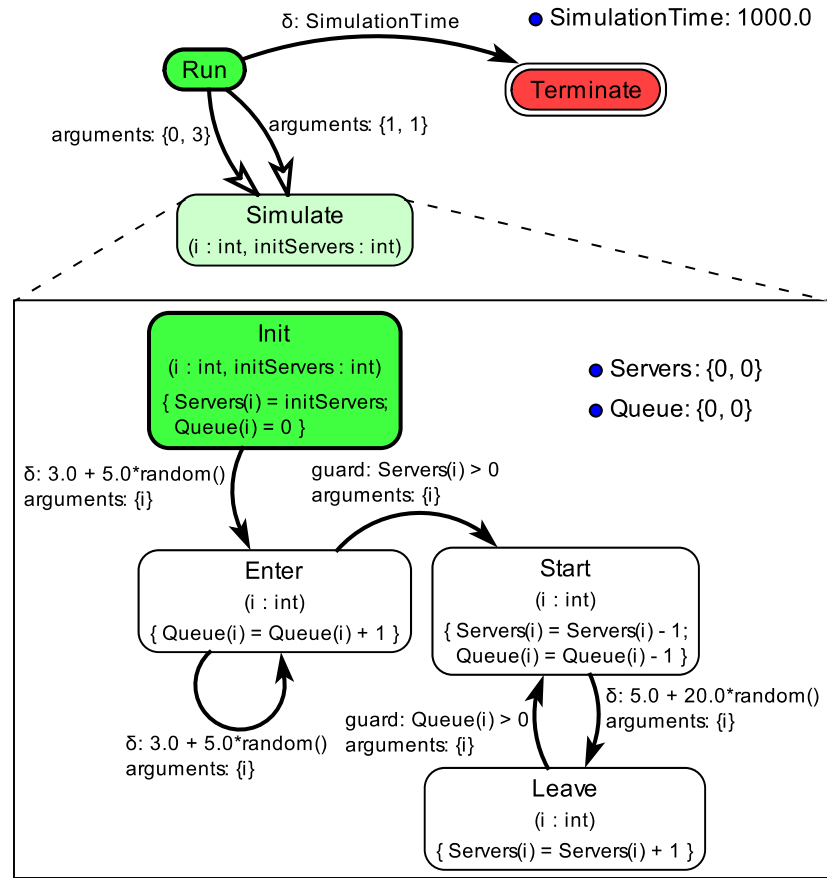 δ: SimulationTime
SimulationTime: 1000.0
Run
Terminate
arguments: {0, 3}
arguments: {1, 1}
Simulate
(i : int, initServers : int)
Init
(i : int, initServers : int)
{ Servers(i) = initServers;
Queue(i) = 0 }
Servers: {0, 0}
Queue: {0, 0}
δ: 3.0 + 5.0*random()
arguments: {i}
guard: Servers(i) > 0
arguments: {i}
Enter
(i : int)
{ Queue(i) = Queue(i) + 1 }
Start
(i : int)
{ Servers(i) = Servers(i) - 1;
Queue(i) = Queue(i) - 1 }
δ: 3.0 + 5.0*random()
arguments: {i}
guard: Queue(i) > 0
arguments: {i}
δ: 5.0 + 20.0*random()
arguments: {i}
Leave
(i : int)
{ Servers(i) = Servers(i) + 1 }